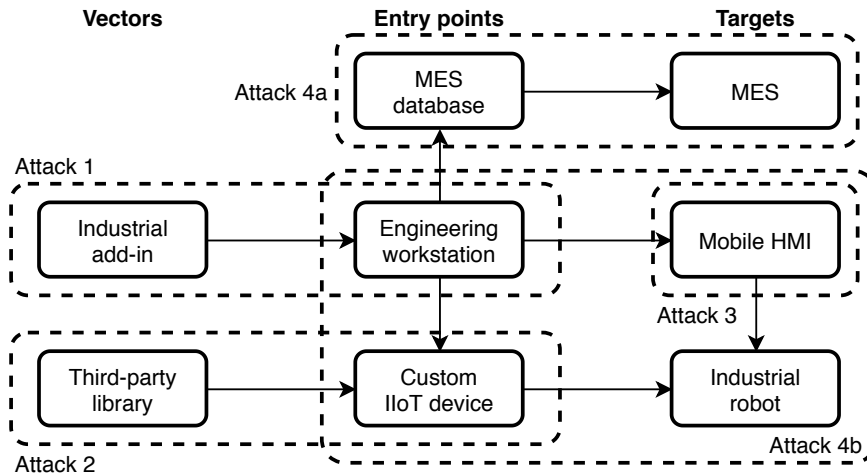 Vectors
Entry points
Targets
Attack 4a
MES
database
MES
Attack 1
Industrial
add-in
Engineering
workstation
Mobile HMI
Attack 3
Third-party
library
Custom
IIoT device
Industrial
robot
Attack 2
Attack 4b